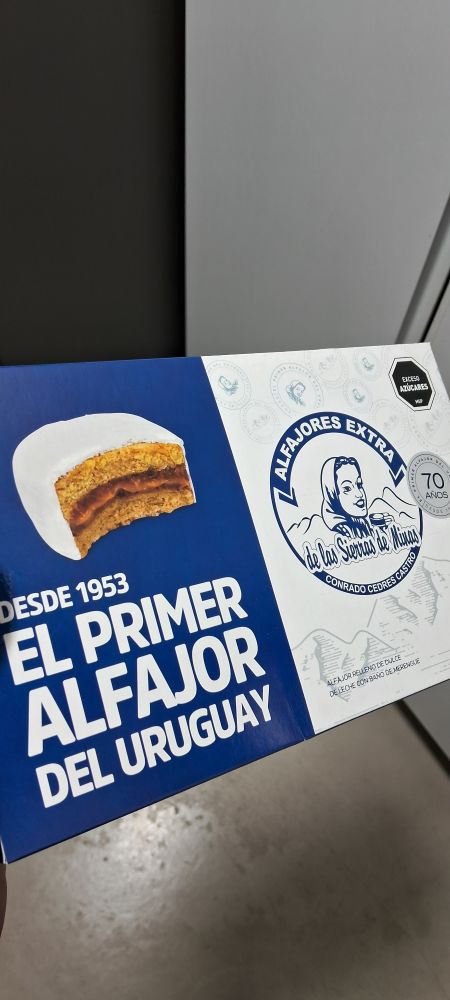 DESDE 1953
EL PRIMER
ALFAJOR
DEL URUGUAY
EXCESO
AZÚCARES
MSP
ALFAJORES EXTRA
de las Sierras de Minas
CONRADO CEDRES CASTRO
70
AÑOS
ALFAJOR RELLENO DE DULCE
DE LECHE CON BAÑO DE MERENGUE